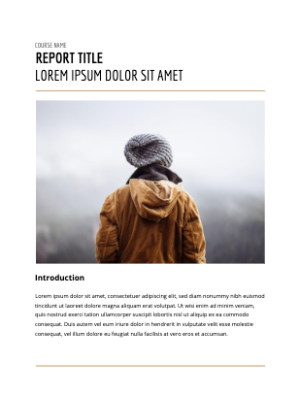 COURSE NAME
REPORT TITLE
LOREM IPSUM DOLOR SIT AMET
Introduction
Lorem ipsum dolor sit amet, consectetuer adipiscing elit, sed diam nonummy nibh euismod
tincidunt ut laoreet dolore magna aliquam erat volutpat. Ut wisi enim ad minim veniam,
quis nostrud exerci tation ullamcorper suscipit lobortis nisl ut aliquip ex ea commodo
consequat. Duis autem vel eum iriure dolor in hendrerit in vulputate velit esse molestie
consequat, vel illum dolore eu feugiat nulla facilisis at vero eros et accumsan.